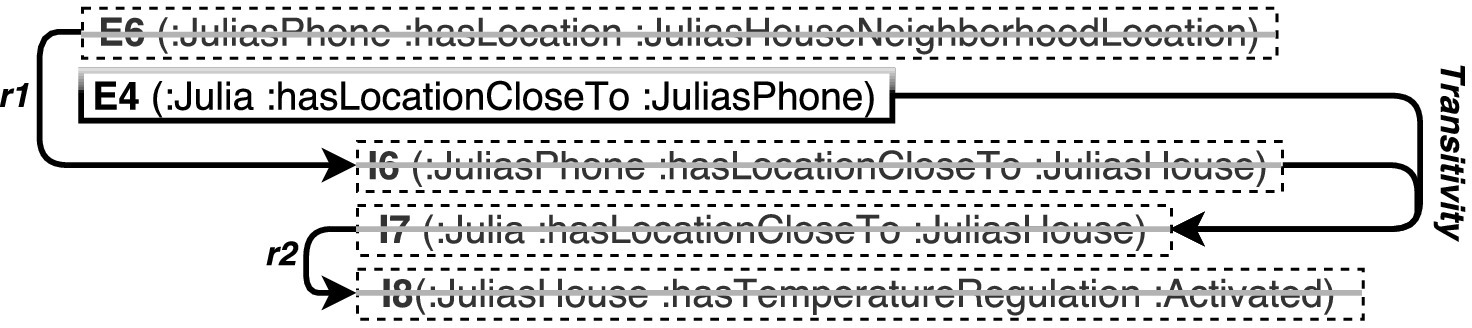 E6 (:JuliasPhone :hasLocation :JuliasHouseNeighborhoodLocation)
r1
E4 (:Julia :hasLocationCloseTo :JuliasPhone)
Transitivity
I6 (:JuliasPhone :hasLocationCloseTo :JuliasHouse)
I7 (:Julia :hasLocationCloseTo :JuliasHouse)
r2
I8(:JuliasHouse :hasTemperatureRegulation :Activated)